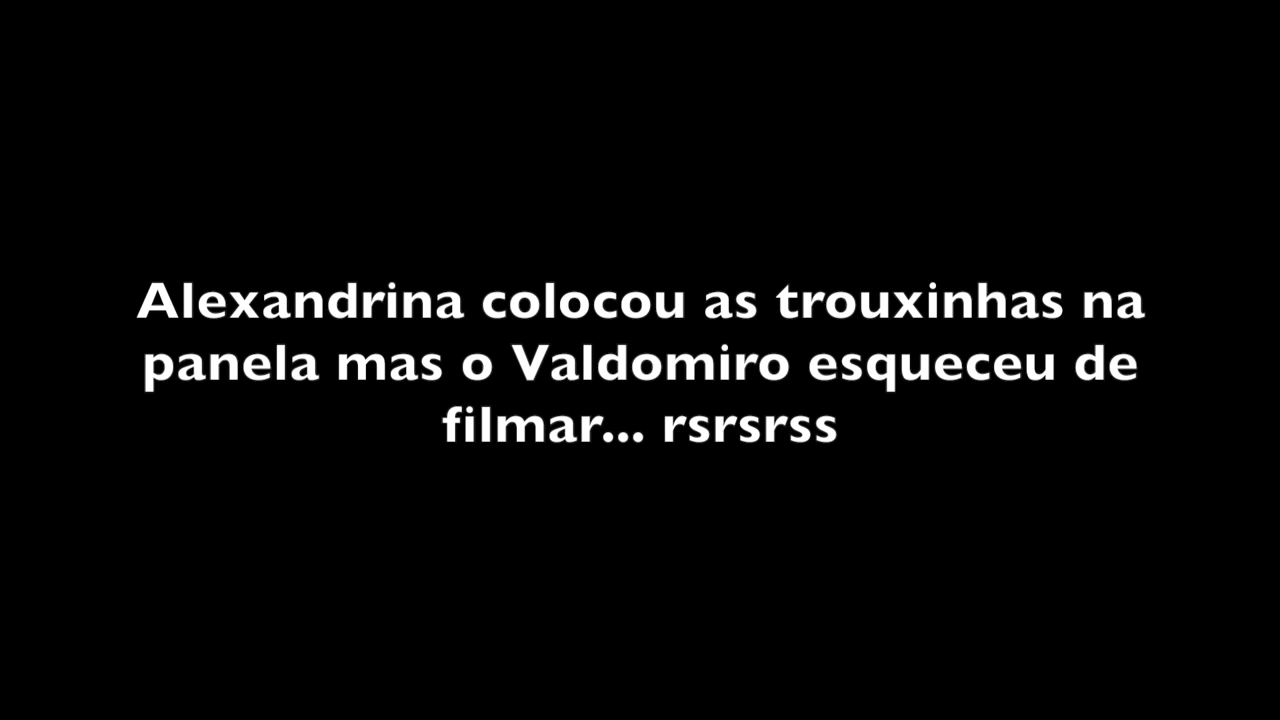 Alexandrina colocou as trouxinhas na
panela mas o Valdomiro esqueceu de
filmar... rsrsrss